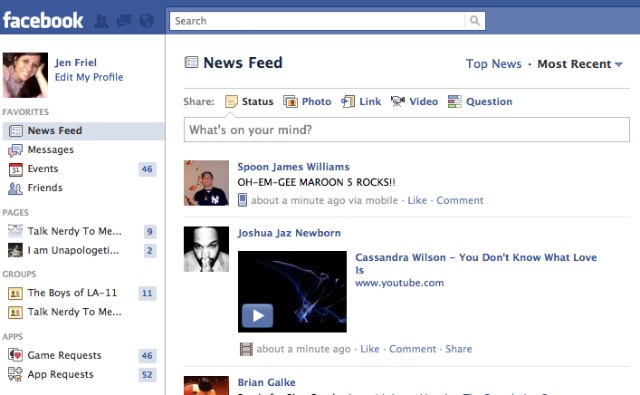 facebook
Search
Jen Friel
Edit My Profile
FAVORITES
News Feed
Messages
Events 46
Friends
PAGES
Talk Nerdy To Me... 9
I am Unapologeti... 2
GROUPS
The Boys of LA-11 11
Talk Nerdy To Me...
APPS
Game Requests 46
App Requests 52
News Feed
Top News · Most Recent
Share: Status Photo Link Video Question
What's on your mind?
Spoon James Williams
OH-EM-GEE MAROON 5 ROCKS!!
about a minute ago via mobile · Like · Comment
Joshua Jaz Newborn
Cassandra Wilson - You Don't Know What Love
Is
www.youtube.com
about a minute ago · Like · Comment · Share
Brian Galke